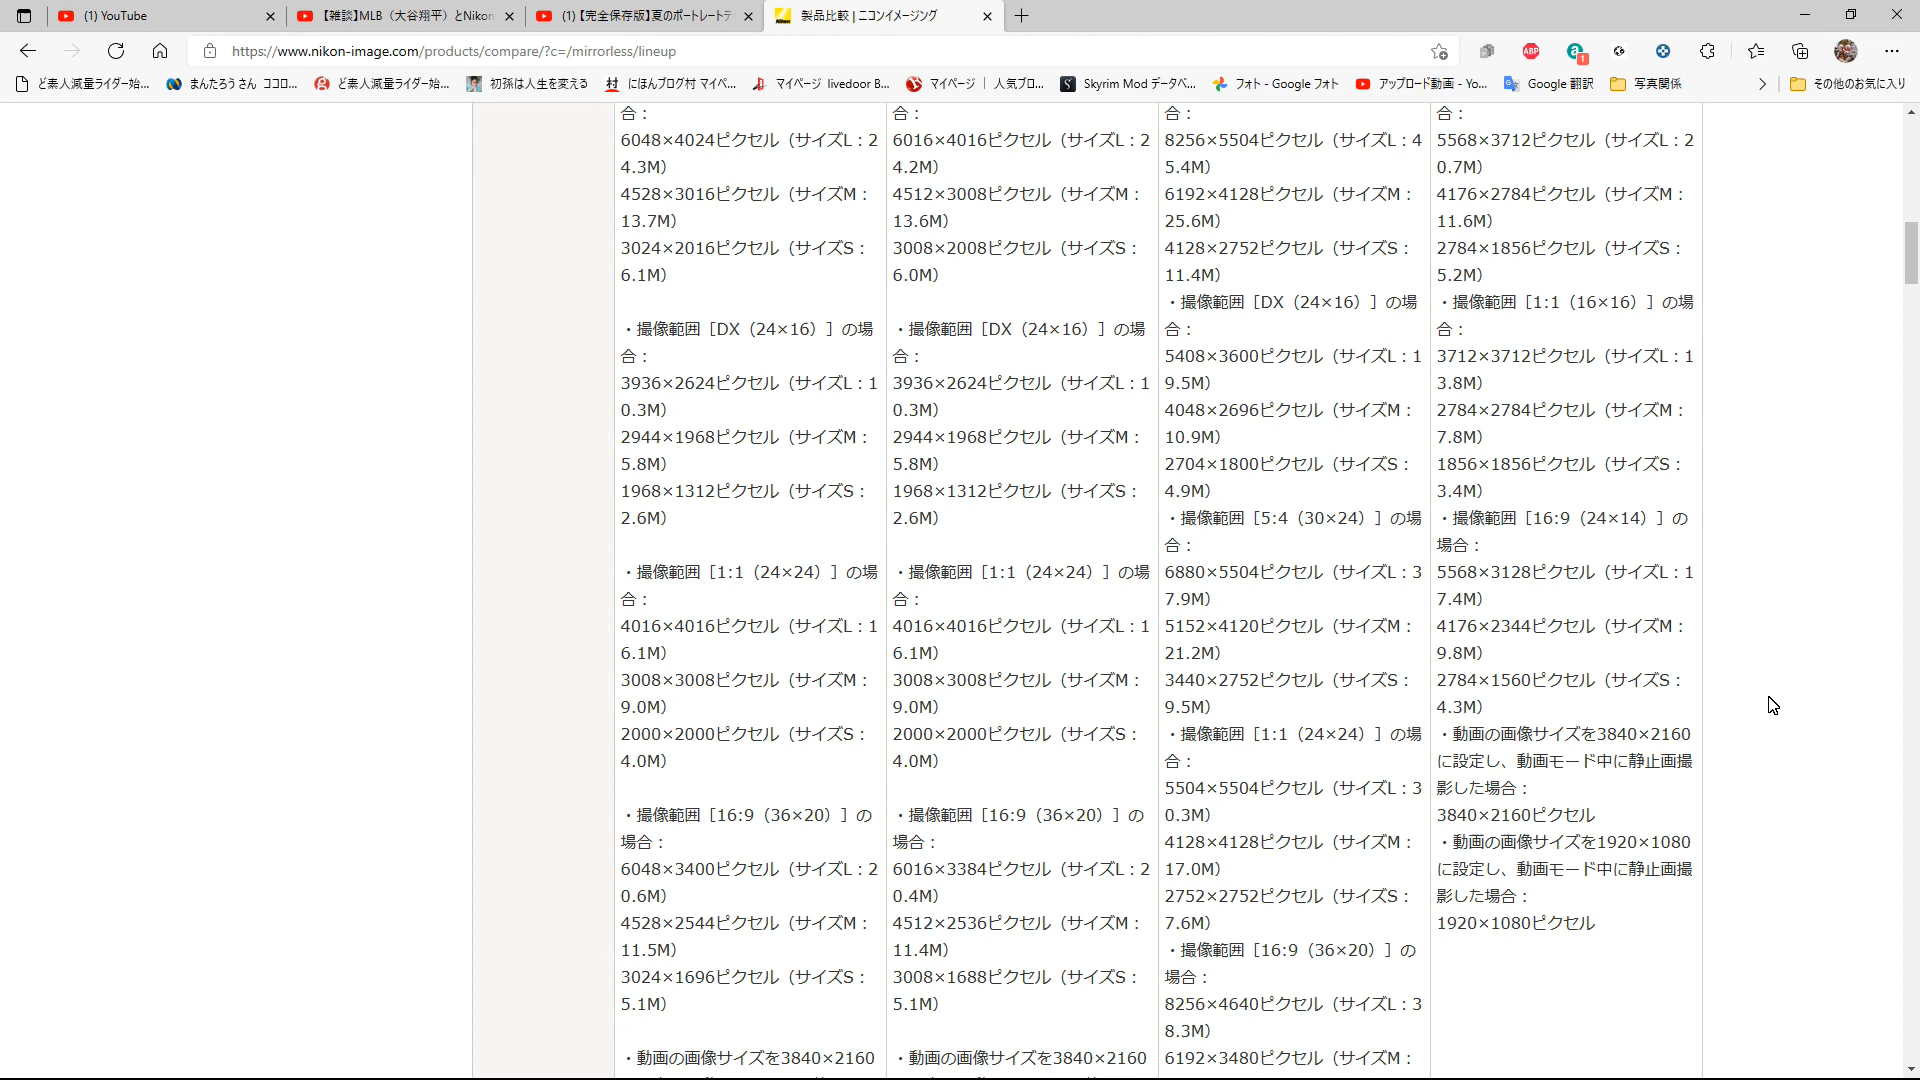 (1) YouTube
【雑談】MLB（大谷翔平）とNikon
(1) 【完全保存版】夏のポートレートテ
製品比較 | ニコンイメージング
https://www.nikon-image.com/products/compare/?c=/mirrorless/lineup
ABP
1
ど素人減量ライダー始...
まんたろうさん ココロ...
ど素人減量ライダー始...
初孫は人生を変える
村 にほんブログ村 マイペ...
マイページ livedoor B...
マイページ | 人気ブロ...
Skyrim Mod データベ...
フォト - Google フォト
アップロード動画 - Yo...
Google 翻訳
写真関係
その他のお気に入り
合：
6048×4024ピクセル（サイズL：2
4.3M）
4528×3016ピクセル（サイズM：
13.7M）
3024×2016ピクセル（サイズS：
6.1M）
・撮像範囲［DX（24×16）］の場
合：
3936×2624ピクセル（サイズL：1
0.3M）
2944×1968ピクセル（サイズM：
5.8M）
1968×1312ピクセル（サイズS：
2.6M）
・撮像範囲［1:1（24×24）］の場
合：
4016×4016ピクセル（サイズL：1
6.1M）
3008×3008ピクセル（サイズM：
9.0M）
2000×2000ピクセル（サイズS：
4.0M）
・撮像範囲［16:9（36×20）］の
場合：
6048×3400ピクセル（サイズL：2
0.6M）
4528×2544ピクセル（サイズM：
11.5M）
3024×1696ピクセル（サイズS：
5.1M）
・動画の画像サイズを3840×2160
合：
6016×4016ピクセル（サイズL：2
4.2M）
4512×3008ピクセル（サイズM：
13.6M）
3008×2008ピクセル（サイズS：
6.0M）
・撮像範囲［DX（24×16）］の場
合：
3936×2624ピクセル（サイズL：1
0.3M）
2944×1968ピクセル（サイズM：
5.8M）
1968×1312ピクセル（サイズS：
2.6M）
・撮像範囲［1:1（24×24）］の場
合：
4016×4016ピクセル（サイズL：1
6.1M）
3008×3008ピクセル（サイズM：
9.0M）
2000×2000ピクセル（サイズS：
4.0M）
・撮像範囲［16:9（36×20）］の
場合：
6016×3384ピクセル（サイズL：2
0.4M）
4512×2536ピクセル（サイズM：
11.4M）
3008×1688ピクセル（サイズS：
5.1M）
・動画の画像サイズを3840×2160
合：
8256×5504ピクセル（サイズL：4
5.4M）
6192×4128ピクセル（サイズM：
25.6M）
4128×2752ピクセル（サイズS：
11.4M）
・撮像範囲［DX（24×16）］の場
合：
5408×3600ピクセル（サイズL：1
9.5M）
4048×2696ピクセル（サイズM：
10.9M）
2704×1800ピクセル（サイズS：
4.9M）
・撮像範囲［5:4（30×24）］の場
合：
6880×5504ピクセル（サイズL：3
7.9M）
5152×4120ピクセル（サイズM：
21.2M）
3440×2752ピクセル（サイズS：
9.5M）
・撮像範囲［1:1（24×24）］の場
合：
5504×5504ピクセル（サイズL：3
0.3M）
4128×4128ピクセル（サイズM：
17.0M）
2752×2752ピクセル（サイズS：
7.6M）
・撮像範囲［16:9（36×20）］の
場合：
8256×4640ピクセル（サイズL：3
8.3M）
6192×3480ピクセル（サイズM：
合：
5568×3712ピクセル（サイズL：2
0.7M）
4176×2784ピクセル（サイズM：
11.6M）
2784×1856ピクセル（サイズS：
5.2M）
・撮像範囲［1:1（16×16）］の場
合：
3712×3712ピクセル（サイズL：1
3.8M）
2784×2784ピクセル（サイズM：
7.8M）
1856×1856ピクセル（サイズS：
3.4M）
・撮像範囲［16:9（24×14）］の
場合：
5568×3128ピクセル（サイズL：1
7.4M）
4176×2344ピクセル（サイズM：
9.8M）
2784×1560ピクセル（サイズS：
4.3M）
・動画の画像サイズを3840×2160
に設定し、動画モード中に静止画撮
影した場合：
3840×2160ピクセル
・動画の画像サイズを1920×1080
に設定し、動画モード中に静止画撮
影した場合：
1920×1080ピクセル